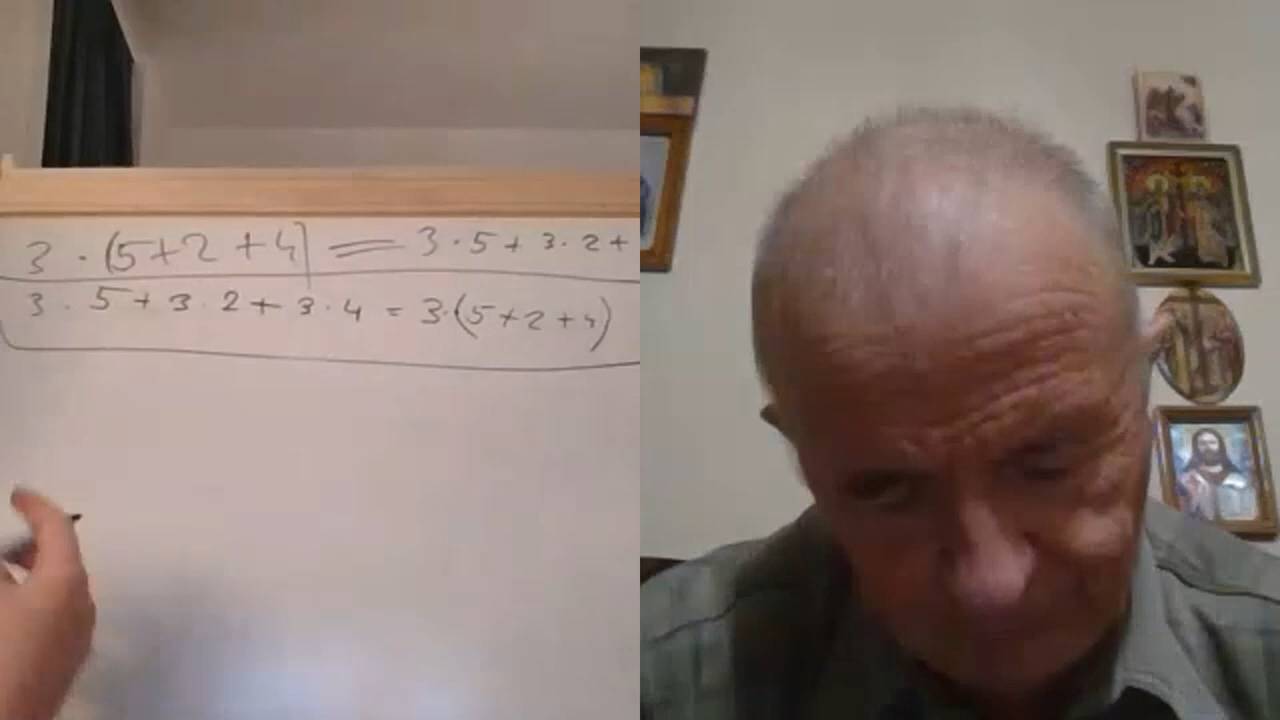 3 · (5+2+4) = 3·5 + 3·2 +
3 · 5 + 3 · 2 + 3 · 4 = 3·(5+2+4)